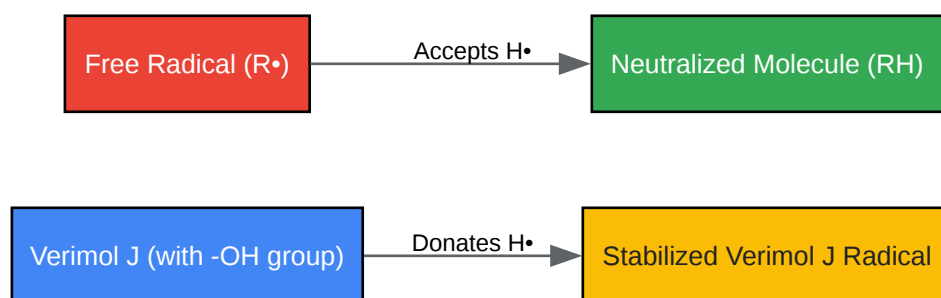 Free Radical (R•)
Accepts H•
Neutralized Molecule (RH)
Verimol J (with -OH group)
Donates H•
Stabilized Verimol J Radical